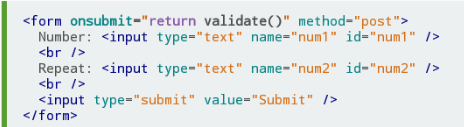 <form onsubmit="return validate()" method="post">
Number: <input type="text" name="num1" id="num1" />
<br />
Repeat: <input type="text" name="num2" id="num2" />
<br />
<input type="submit" value="Submit" />
</form>